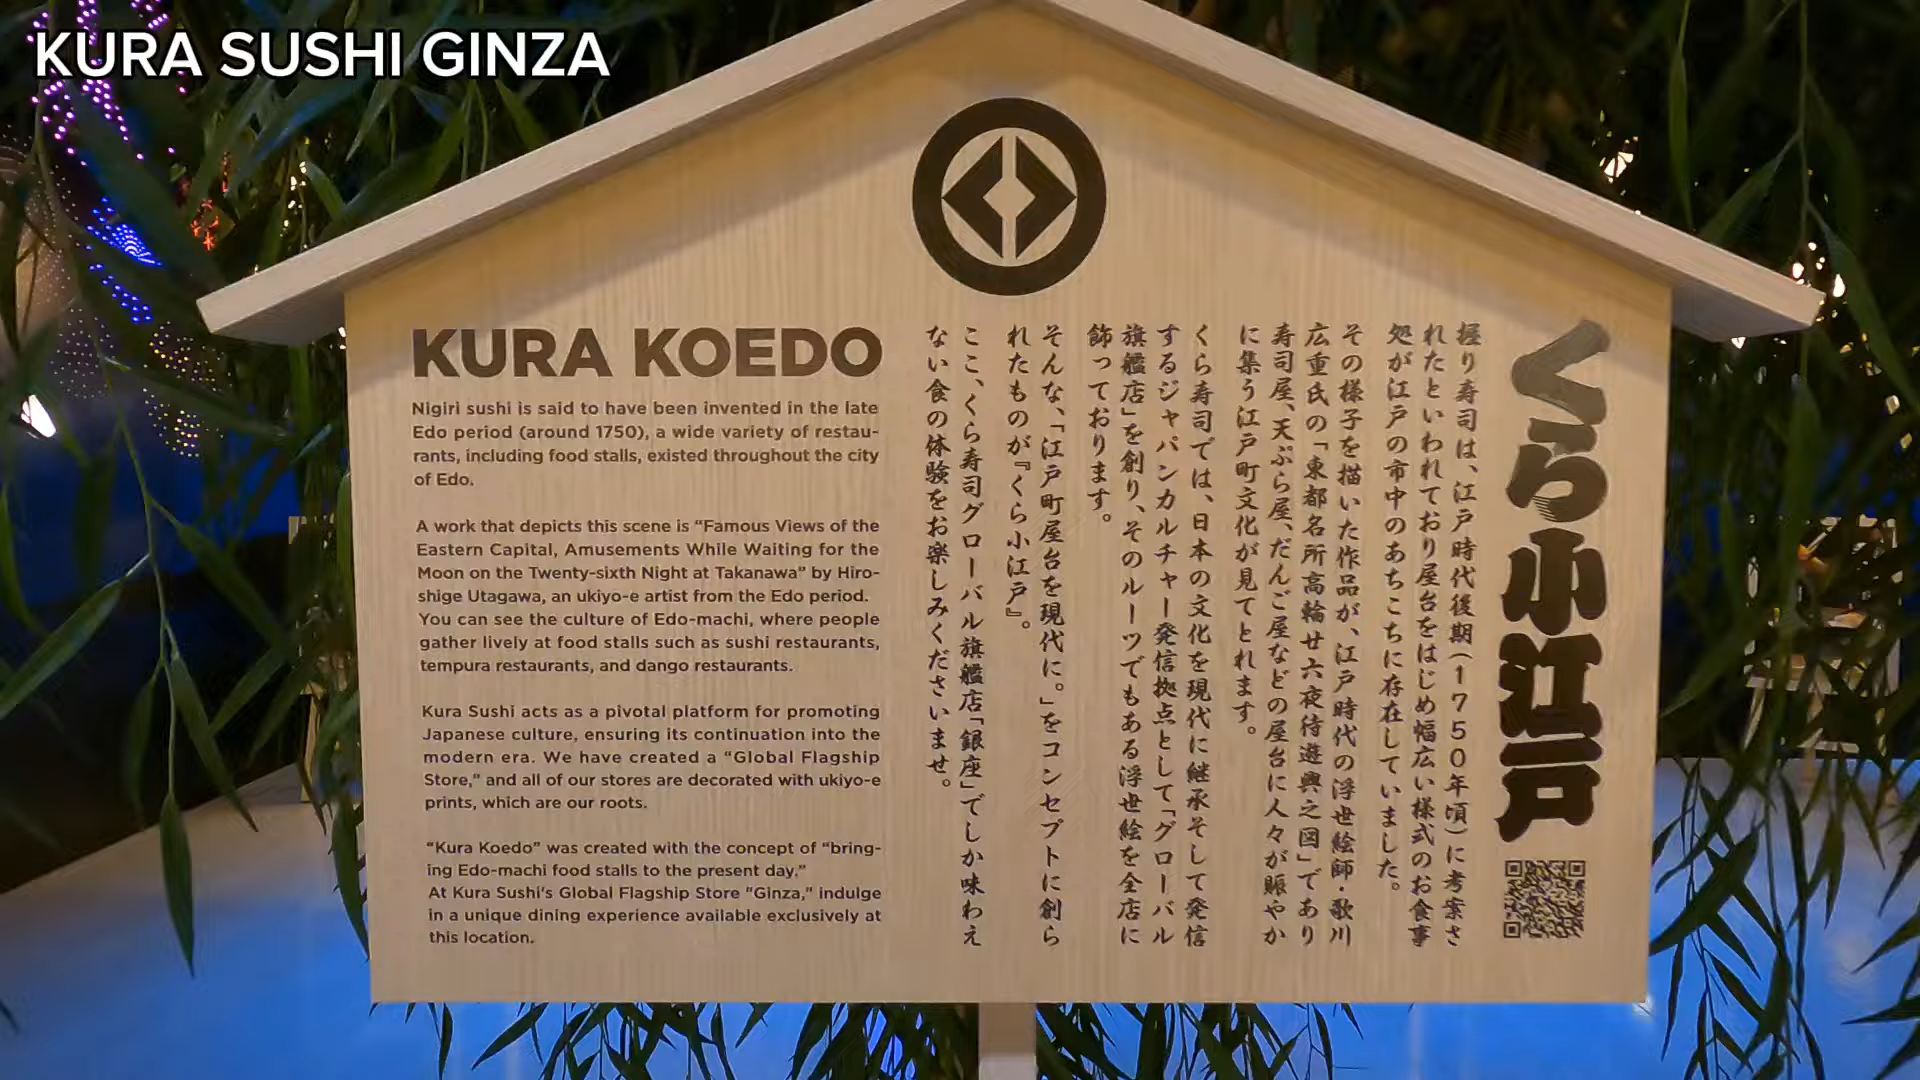 KURA SUSHI GINZA
KURA KOEDO
Nigiri sushi is said to have been invented in the late
Edo period (around 1750), a wide variety of restau-
rants, including food stalls, existed throughout the city
of Edo.
A work that depicts this scene is “Famous Views of the
Eastern Capital, Amusements While Waiting for the
Moon on the Twenty-sixth Night at Takanawa” by Hiro-
shige Utagawa, an ukiyo-e artist from the Edo period.
You can see the culture of Edo-machi, where people
gather lively at food stalls such as sushi restaurants,
tempura restaurants, and dango restaurants.
Kura Sushi acts as a pivotal platform for promoting
Japanese culture, ensuring its continuation into the
modern era. We have created a “Global Flagship
Store,” and all of our stores are decorated with ukiyo-e
prints, which are our roots.
“Kura Koedo” was created with the concept of “bring-
ing Edo-machi food stalls to the present day.”
At Kura Sushi's Global Flagship Store "Ginza," indulge
in a unique dining experience available exclusively at
this location.
くら小江戸
握り寿司は、江戸時代後期(1750年頃)に考案さ
れたといわれており屋台をはじめ幅広い様式のお食事
処が江戸の市中のあちこちに存在していました。
その様子を描いた作品が、江戸時代の浮世絵師・歌川
広重氏の「東都名所高輪廿六夜待遊興之図」であり
寿司屋、天ぷら屋、だんご屋などの屋台に人々が賑やか
に集う江戸町文化が見てとれます。
くら寿司では、日本の文化を現代に継承そして発信
するジャパンカルチャー発信拠点として「グローバル
旗艦店」を創り、そのルーツでもある浮世絵を全店に
飾っております。
そんな、「江戸町屋台を現代に。」をコンセプトに創ら
れたものが『くら小江戸』。
ここ、くら寿司グローバル旗艦店「銀座」でしか味わえ
ない食の体験をお楽しみくださいませ。